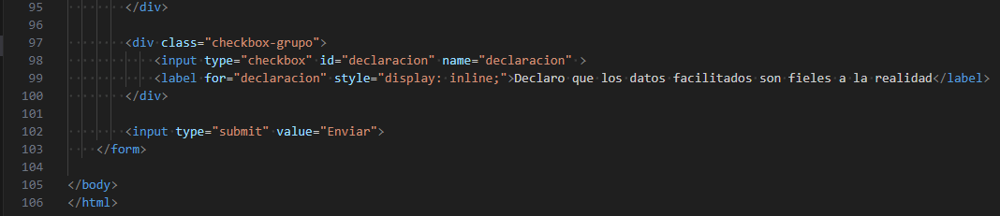 95 </div>
96
97 <div class="checkbox-grupo">
98 <input type="checkbox" id="declaracion" name="declaracion" >
99 <label for="declaracion" style="display: inline;">Declaro que los datos facilitados son fieles a la realidad</label>
100 </div>
101
102 <input type="submit" value="Enviar">
103 </form>
104
105 </body>
106 </html>